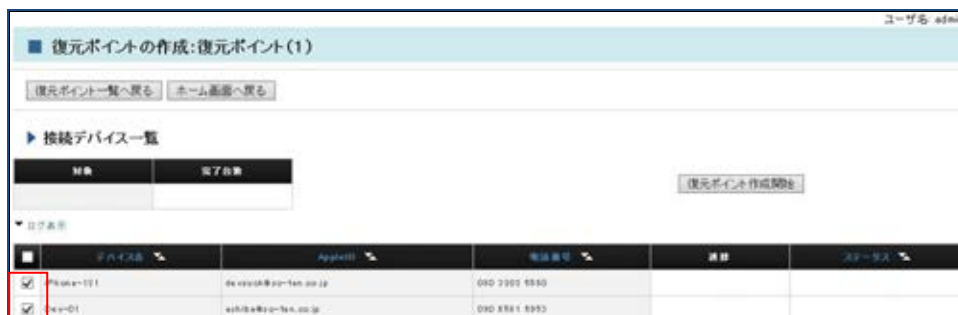 ユーザ名: admi
■ 復元ポイントの作成:復元ポイント(1)
復元ポイント一覧へ戻る ホーム画面へ戻る
接続デバイス一覧
対象 完了台数
復元ポイント作成開始
ログ表示
デバイス名 AppleID 電話番号 進捗 ステータス
iPhone-101
Dev-01